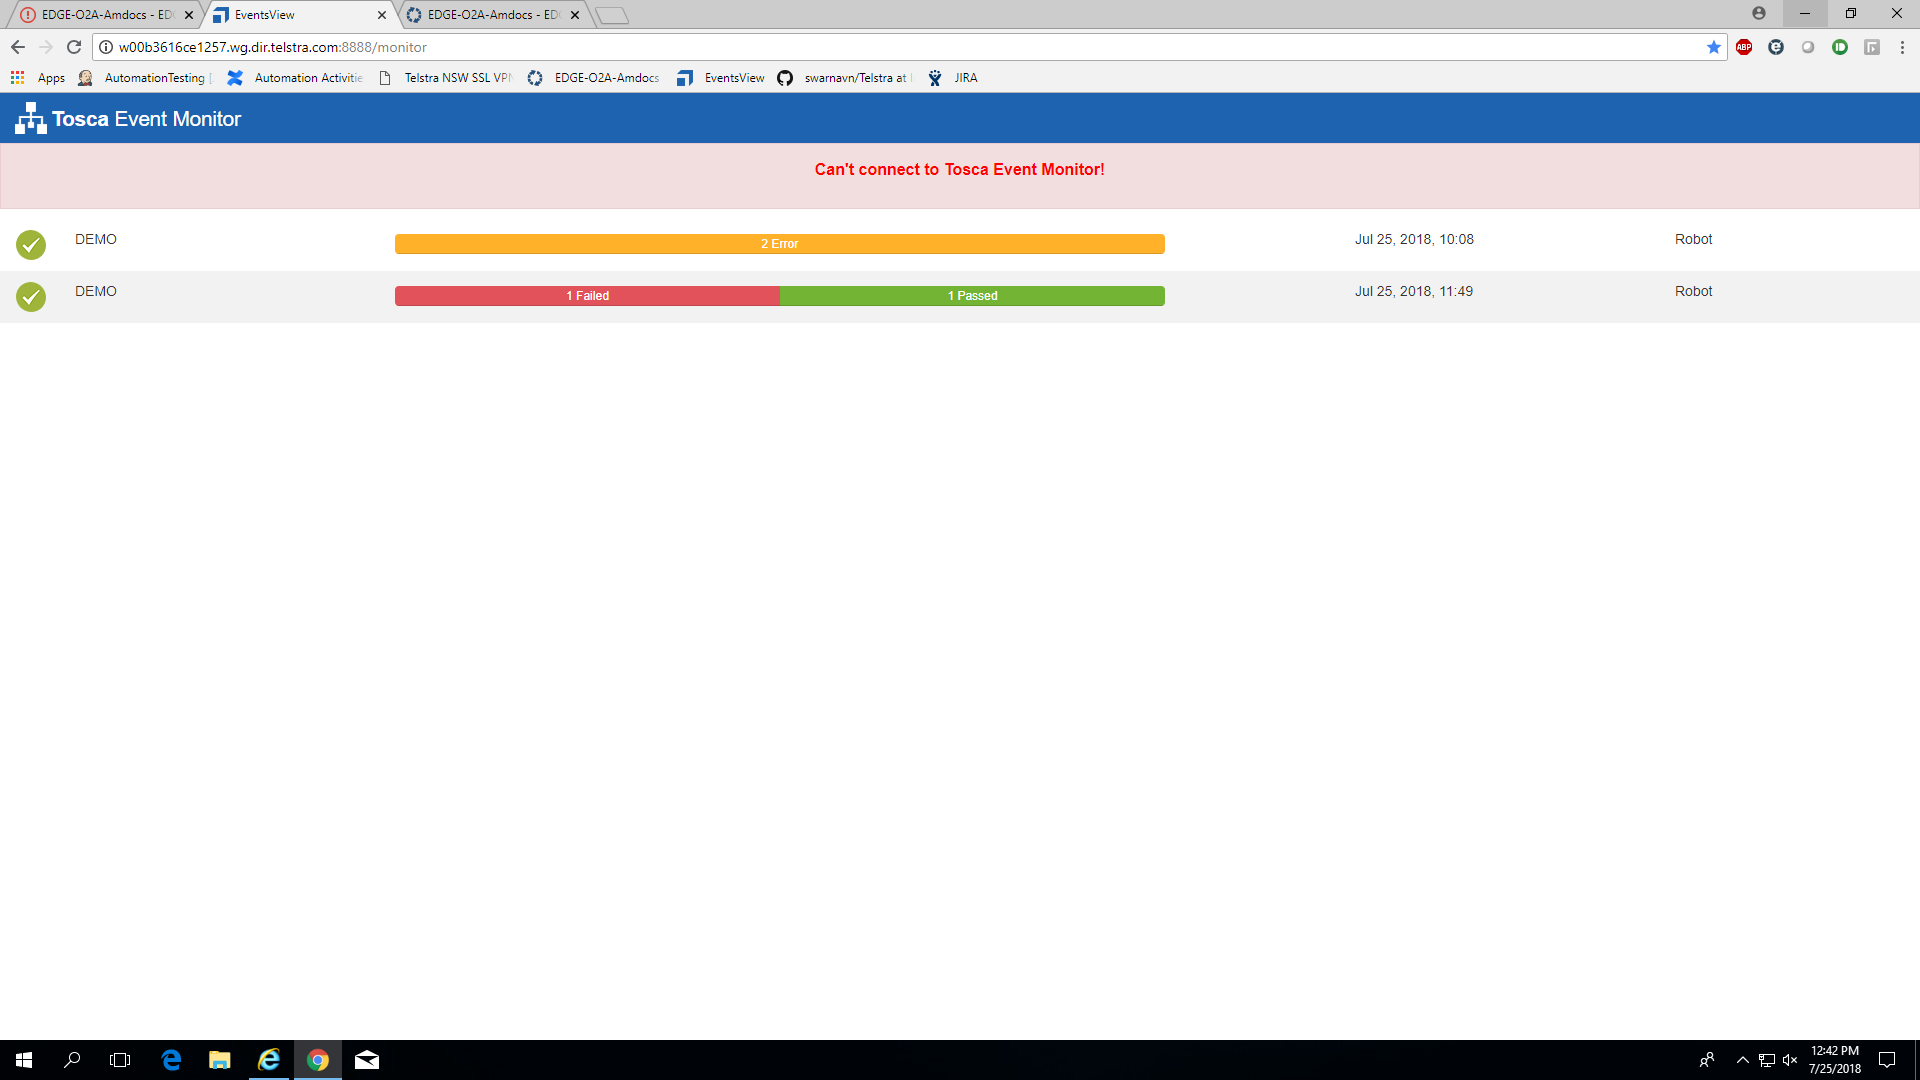 EDGE-O2A-Amdocs - ED
EventsView
EDGE-O2A-Amdocs - ED
w00b3616ce1257.wg.dir.telstra.com:8888/monitor
ABP
Apps
AutomationTesting
Automation Activitie
Telstra NSW SSL VPN
EDGE-O2A-Amdocs
EventsView
swarnavn/Telstra at
JIRA
Tosca Event Monitor
Can't connect to Tosca Event Monitor!
DEMO
2 Error
Jul 25, 2018, 10:08
Robot
DEMO
1 Failed
1 Passed
Jul 25, 2018, 11:49
Robot
12:42 PM
7/25/2018